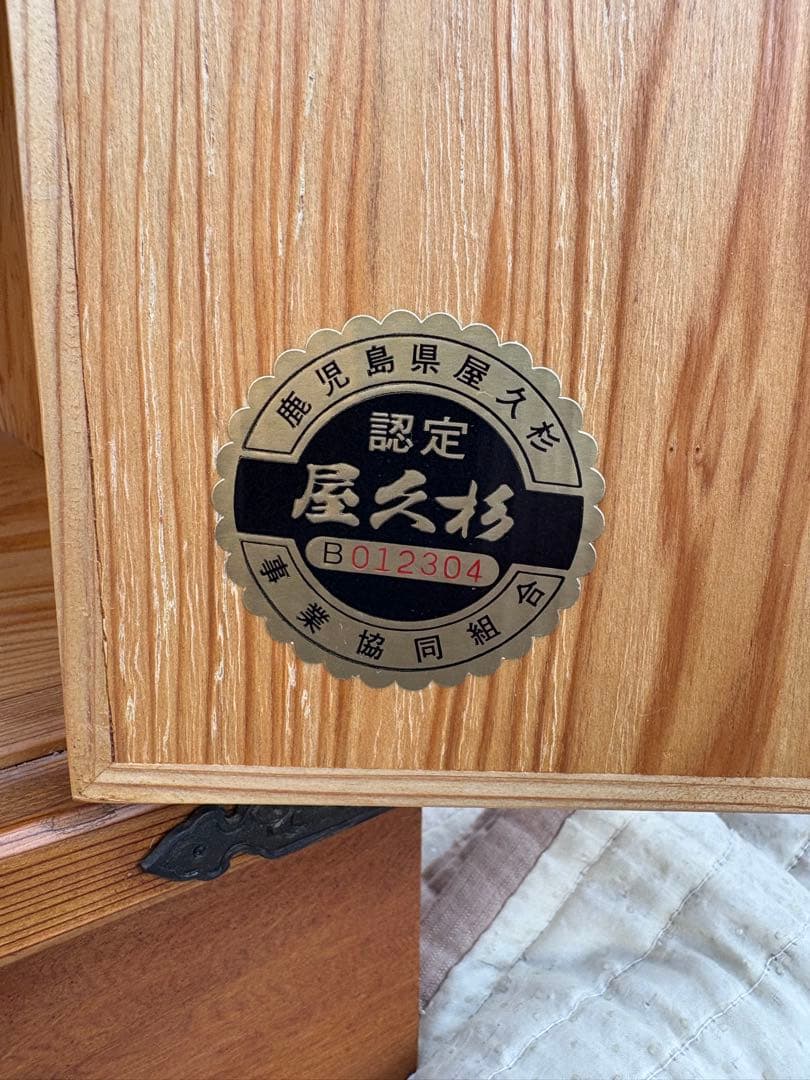 鹿児島県屋久杉
認定
屋久杉
B012304
事業協同組合